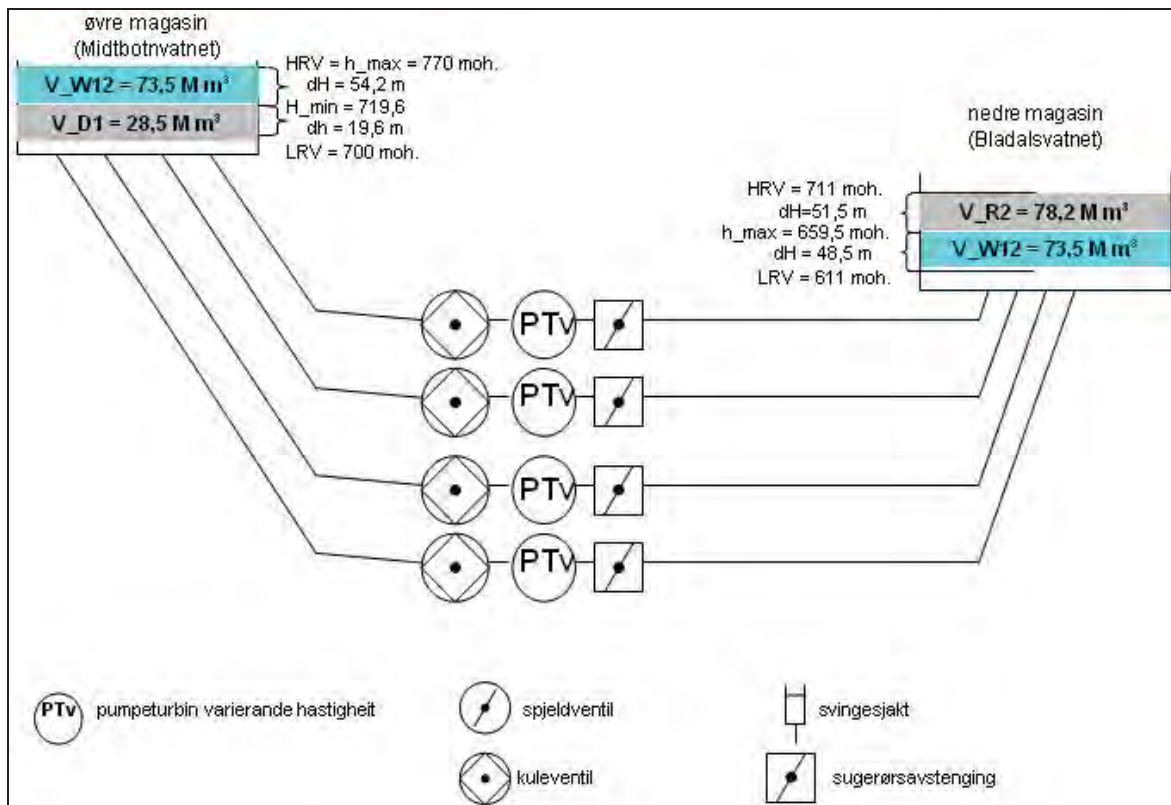 øvre magasin
(Midtbotnvatnet)
V_W12 = 73,5 M m³
V_D1 = 28,5 M m³
HRV = h_max = 770 moh.
dH = 54,2 m
H_min = 719,6
dh = 19,6 m
LRV = 700 moh.
nedre magasin
(Bladalsvatnet)
HRV = 711 moh.
dH=51,5 m
h_max = 659,5 moh.
dH = 48,5 m
LRV = 611 moh.
V_R2 = 78,2 M m³
V_W12 = 73,5 M m³
PTv
PTv
PTv
PTv
PTv pumpeturbin varierande hastigheit
spjeldventil
svingesjakt
kuleventil
sugerørsavstenging